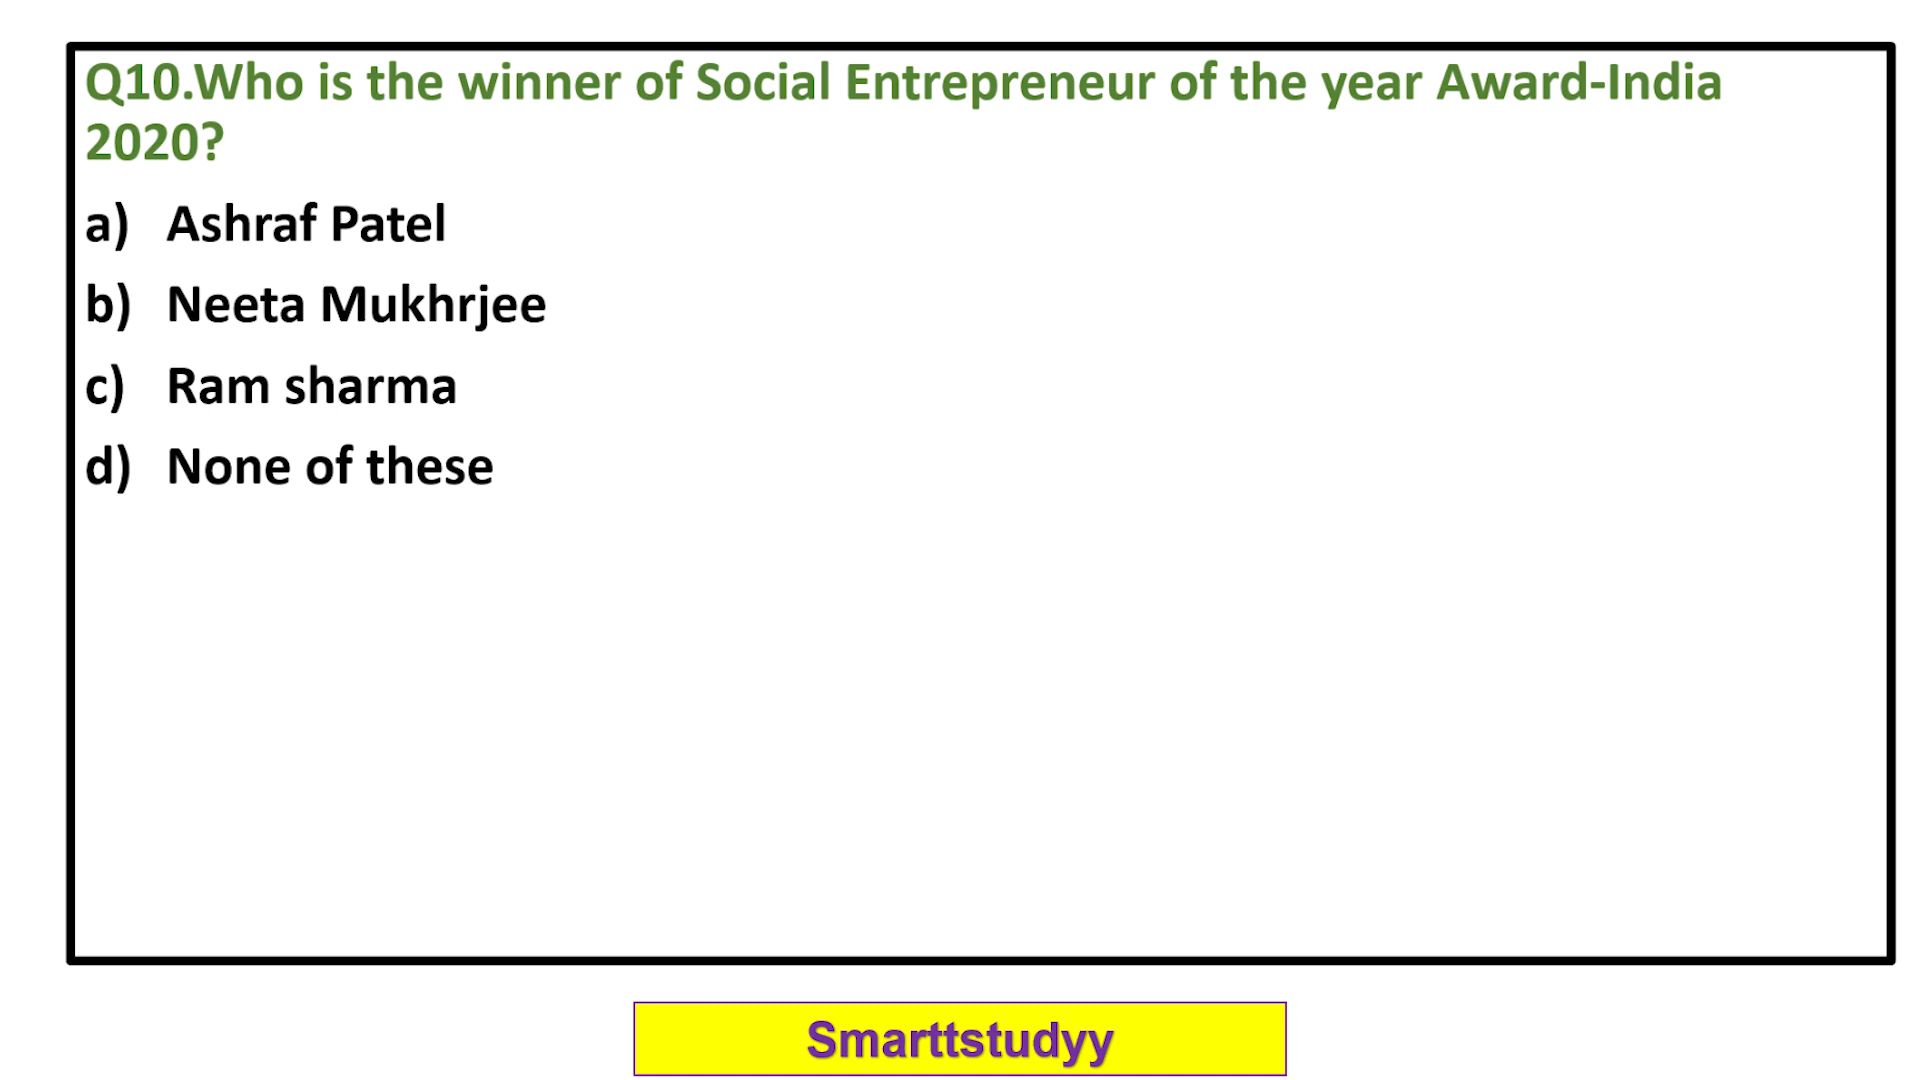 Q10.Who is the winner of Social Entrepreneur of the year Award-India
2020?
a) Ashraf Patel
b) Neeta Mukhrjee
c) Ram sharma
d) None of these
Smarttstudyy